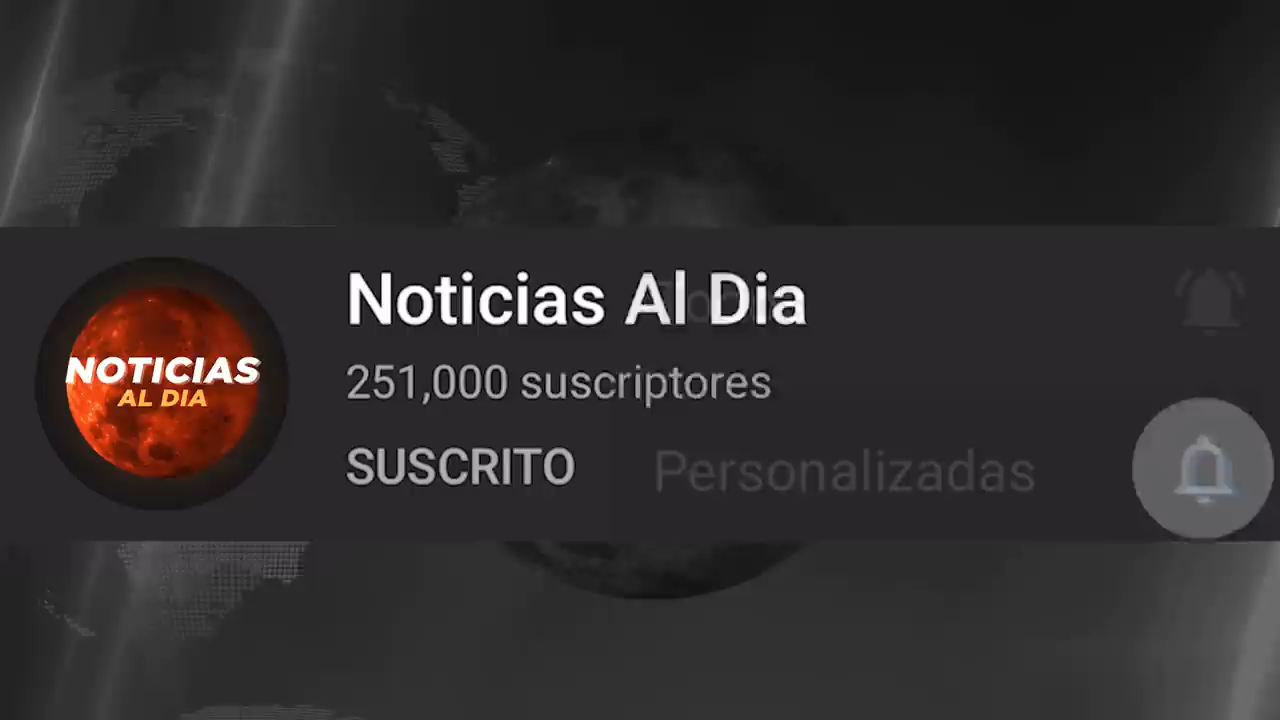 NOTICIAS
AL DIA
Noticias Al Dia
251,000 suscriptores
SUSCRITO
Personalizadas